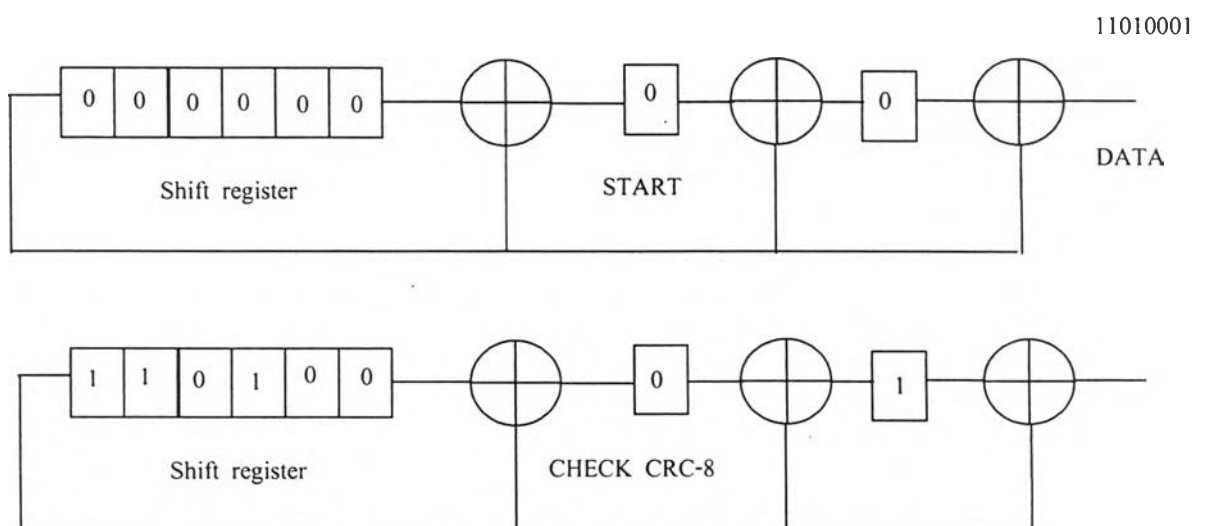 11010001
0 0 0 0 0 0 0 0
DATA
Shift register START
1 1 0 1 0 0 0 1
Shift register CHECK CRC-8